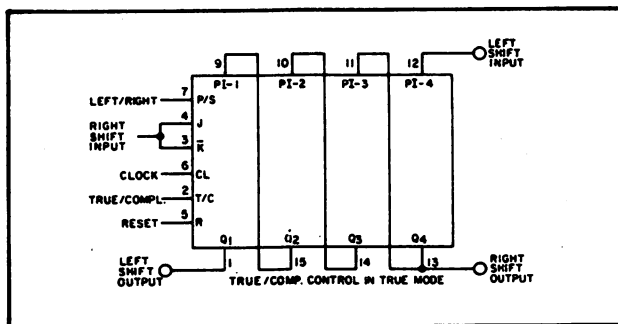 LEFT
SHIFT
INPUT
9
10
11
12
PI-1
PI-2
PI-3
PI-4
LEFT/RIGHT
7
P/S
RIGHT
SHIFT
INPUT
4
J
3
K
CLOCK
6
CL
TRUE/COMPL.
2
T/C
RESET
5
R
Q1
Q2
Q3
Q4
LEFT
SHIFT
OUTPUT
1
15
14
13
RIGHT
SHIFT
OUTPUT
TRUE/COMP. CONTROL IN TRUE MODE